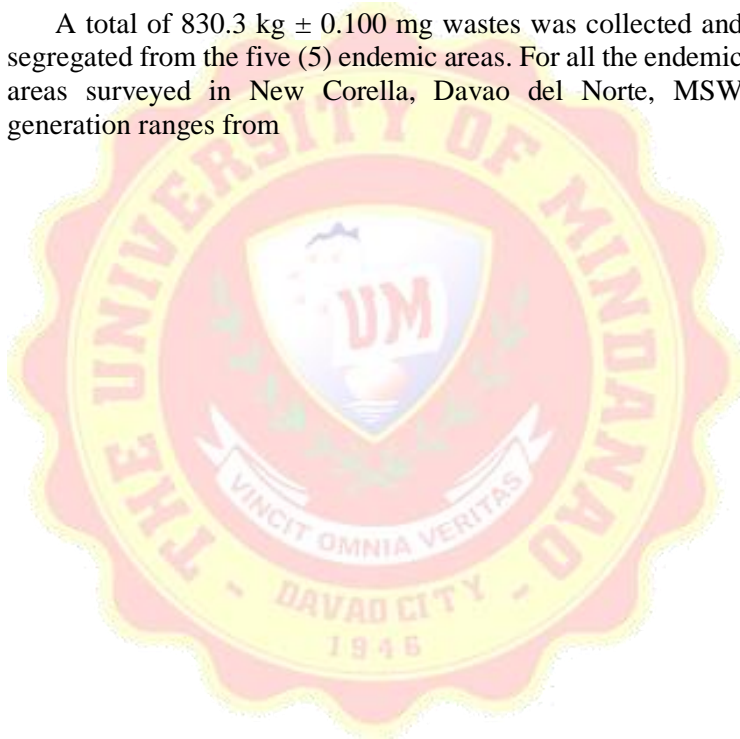 A total of 830.3 kg ± 0.100 mg wastes was collected and
segregated from the five (5) endemic areas. For all the endemic
areas surveyed in New Corella, Davao del Norte, MSW
generation ranges from
THE UNIVERSITY OF MINDANAO
UM
VINCIT OMNIA VERITAS
- DAVAO CITY -
1946